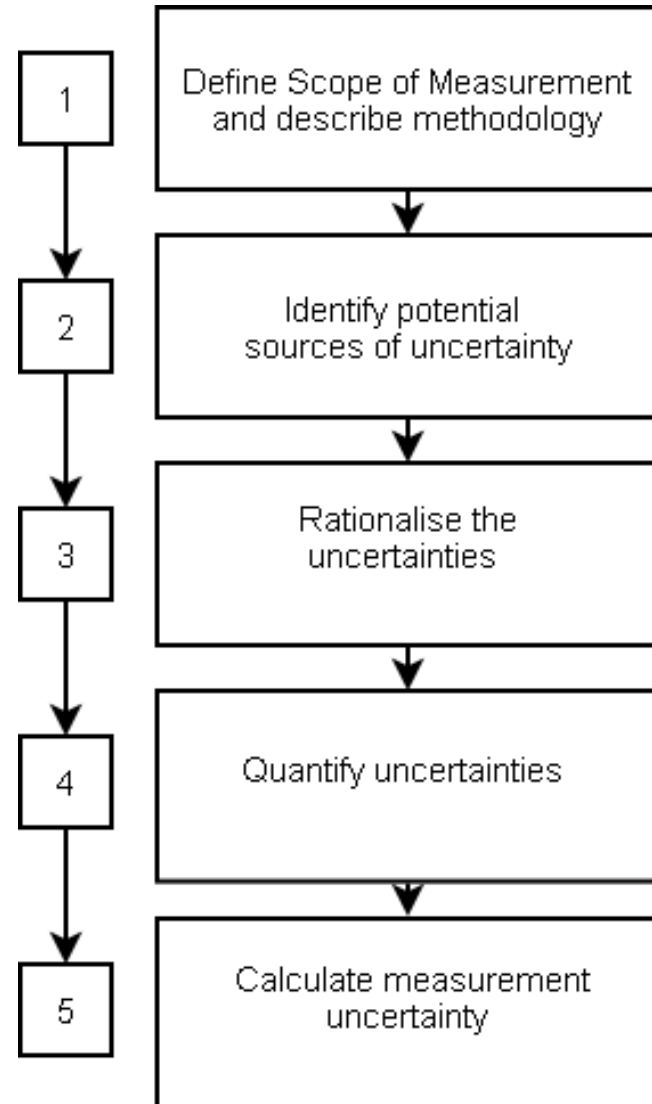 1
Define Scope of Measurement
and describe methodology
2
Identify potential
sources of uncertainty
3
Rationalise the
uncertainties
4
Quantify uncertainties
5
Calculate measurement
uncertainty